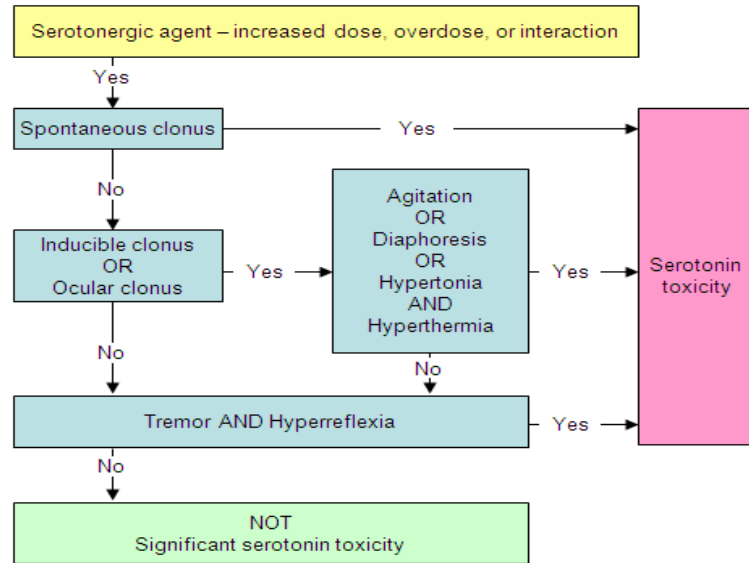 Serotonergic agent – increased dose, overdose, or interaction
Yes
Spontaneous clonus
Yes
No
Inducible clonus
OR
Ocular clonus
Yes
Agitation
OR
Diaphoresis
OR
Hypertonia
AND
Hyperthermia
Yes
Serotonin
toxicity
No
No
Tremor AND Hyperreflexia
Yes
No
NOT
Significant serotonin toxicity